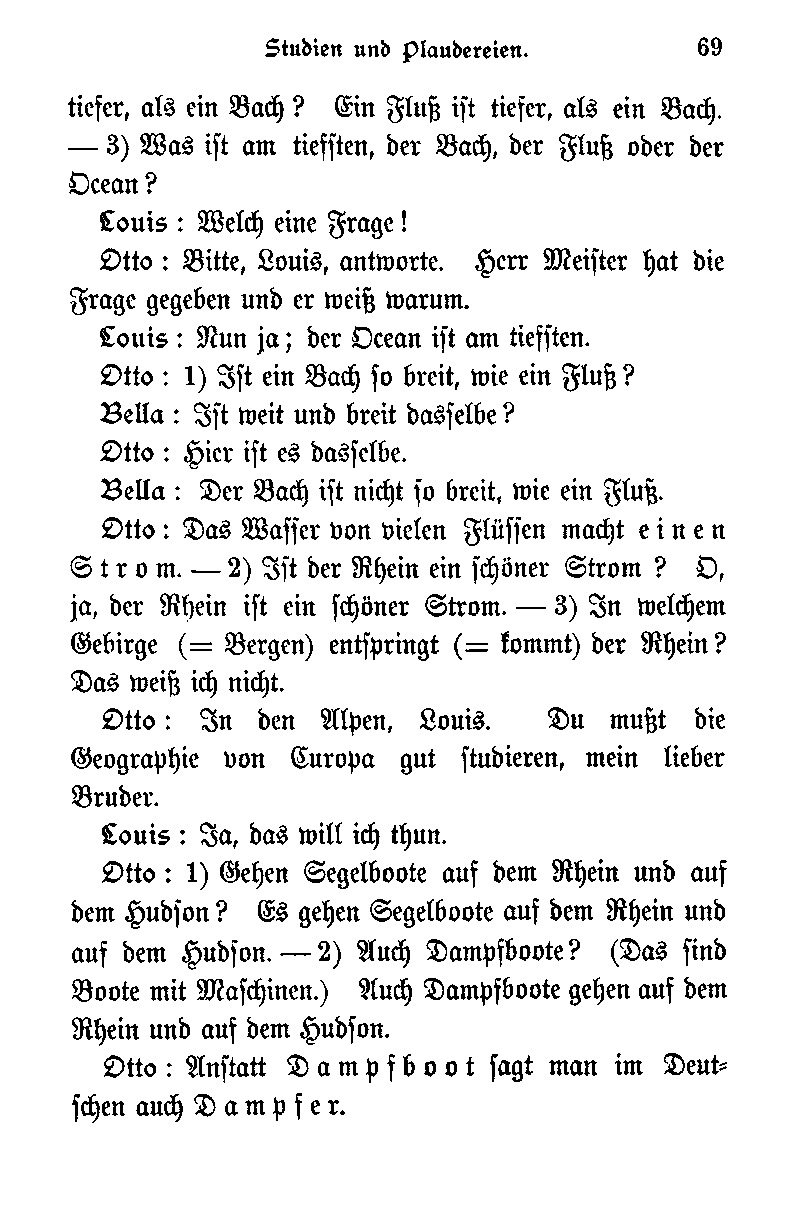 Studien und Plaudereien. 69
tiefer, als ein Bach? Ein Fluß ist tiefer, als ein Bach.
— 3) Was ist am tiefsten, der Bach, der Fluß oder der
Ocean?
Louis: Welch eine Frage!
Otto: Bitte, Louis, antworte. Herr Meister hat die
Frage gegeben und er weiß warum.
Louis: Nun ja; der Ocean ist am tiefsten.
Otto: 1) Ist ein Bach so breit, wie ein Fluß?
Bella: Ist weit und breit dasselbe?
Otto: Hier ist es dasselbe.
Bella: Der Bach ist nicht so breit, wie ein Fluß.
Otto: Das Wasser von vielen Flüssen macht einen
Strom. — 2) Ist der Rhein ein schöner Strom? O,
ja, der Rhein ist ein schöner Strom. — 3) In welchem
Gebirge (= Bergen) entspringt (= kommt) der Rhein?
Das weiß ich nicht.
Otto: In den Alpen, Louis. Du mußt die
Geographie von Europa gut studieren, mein lieber
Bruder.
Louis: Ja, das will ich thun.
Otto: 1) Gehen Segelboote auf dem Rhein und auf
dem Hudson? Es gehen Segelboote auf dem Rhein und
auf dem Hudson. — 2) Auch Dampfboote? (Das sind
Boote mit Maschinen.) Auch Dampfboote gehen auf dem
Rhein und auf dem Hudson.
Otto: Anstatt Dampfboot sagt man im Deut-
schen auch Dampfer.